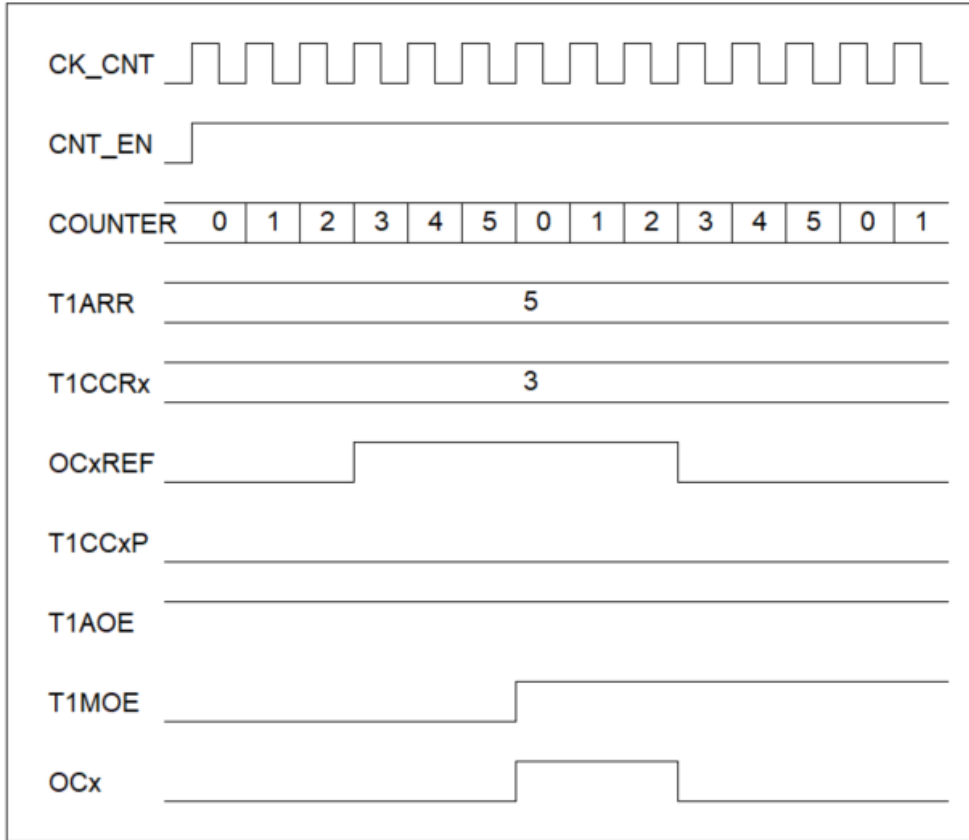 CK_CNT
CNT_EN
COUNTER 0 1 2 3 4 5 0 1 2 3 4 5 0 1
T1ARR 5
T1CCRx 3
OCxREF
T1CCxP
T1AOE
T1MOE
OCx